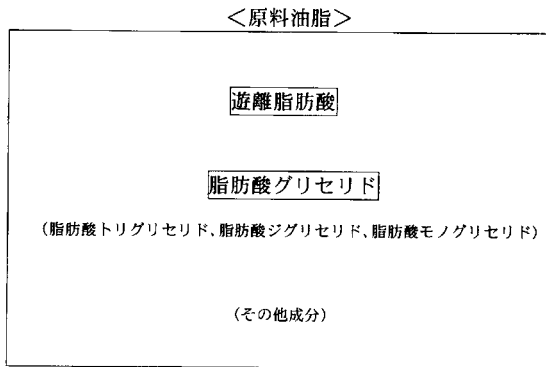 ＜原料油脂＞
遊離脂肪酸
脂肪酸グリセリド
（脂肪酸トリグリセリド、脂肪酸ジグリセリド、脂肪酸モノグリセリド）
（その他成分）